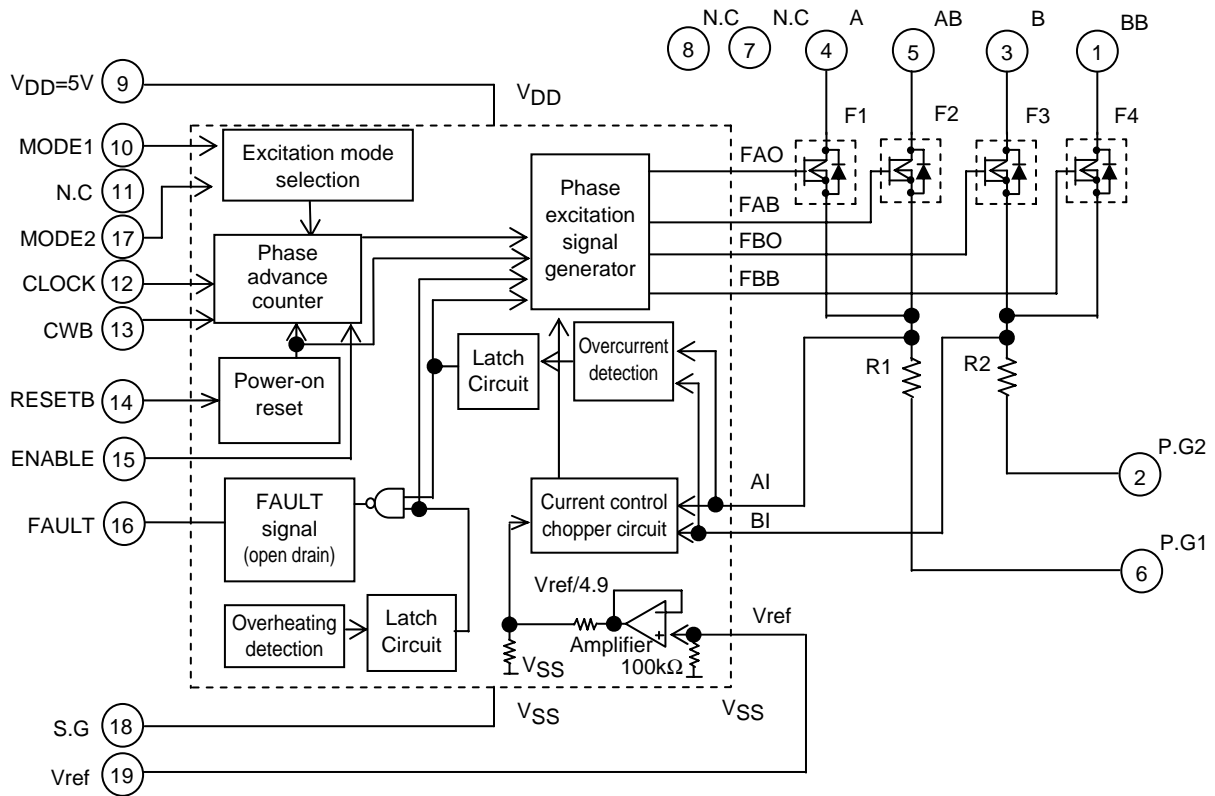 N.C
N.C
A
AB
B
BB
8
7
4
5
3
1
VDD=5V
9
VDD
MODE1
10
N.C
11
MODE2
17
CLOCK
12
CWB
13
RESETB
14
ENABLE
15
FAULT
16
Excitation mode
selection
Phase
advance
counter
Power-on
reset
Phase
excitation
signal
generator
FAO
FAB
FBO
FBB
F1
F2
F3
F4
Latch
Circuit
Overcurrent
detection
R1
R2
P.G2
2
P.G1
6
FAULT
signal
(open drain)
Current control
chopper circuit
AI
BI
Overheating
detection
Latch
Circuit
Vref/4.9
Amplifier
+
100kΩ
Vref
VSS
VSS
VSS
S.G
18
Vref
19